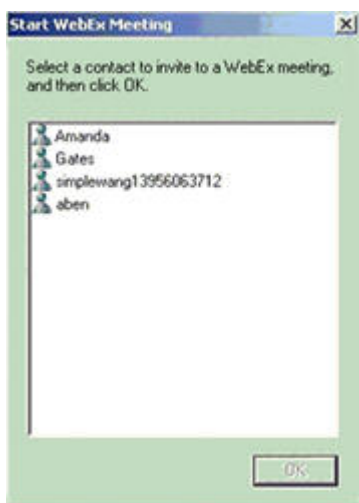 Start WebEx Meeting
Select a contact to invite to a WebEx meeting,
and then click OK.
Amanda
Gates
simplewang13956063712
aben
OK